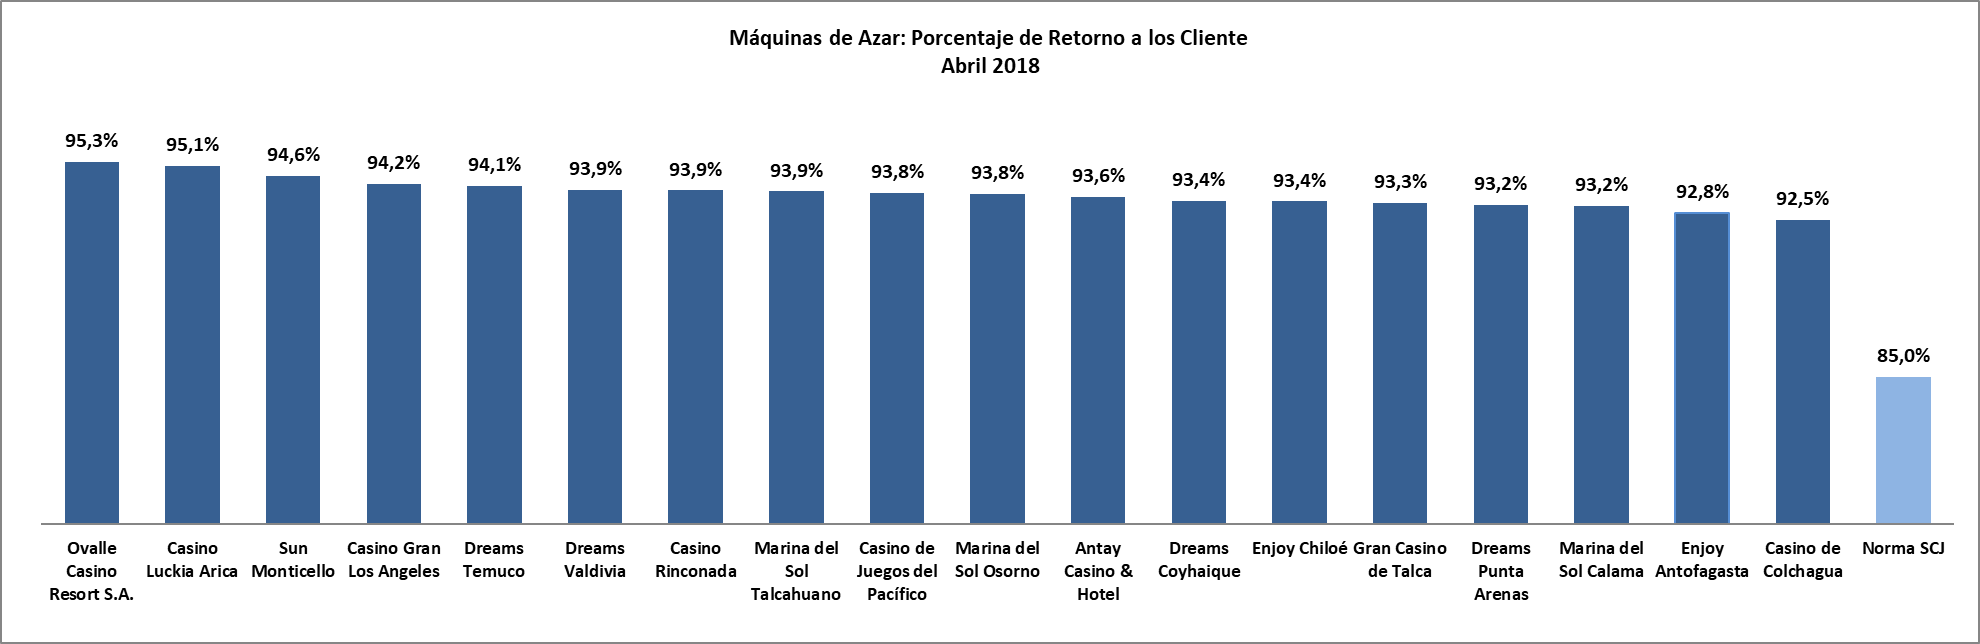 Máquinas de Azar: Porcentaje de Retorno a los Cliente
Abril 2018
95,3%
95,1%
94,6%
94,2%
94,1%
93,9%
93,9%
93,9%
93,8%
93,8%
93,6%
93,4%
93,4%
93,3%
93,2%
93,2%
92,8%
92,5%
85,0%
Ovalle
Casino
Resort S.A.
Casino
Luckia Arica
Sun
Monticello
Casino Gran
Los Angeles
Dreams
Temuco
Dreams
Valdivia
Casino
Rinconada
Marina del
Sol
Talcahuano
Casino de
Juegos del
Pacífico
Marina del
Sol Osorno
Antay
Casino &
Hotel
Dreams
Coyhaique
Enjoy Chiloé
Gran Casino
de Talca
Dreams
Punta
Arenas
Marina del
Sol Calama
Enjoy
Antofagasta
Casino de
Colchagua
Norma SCJ